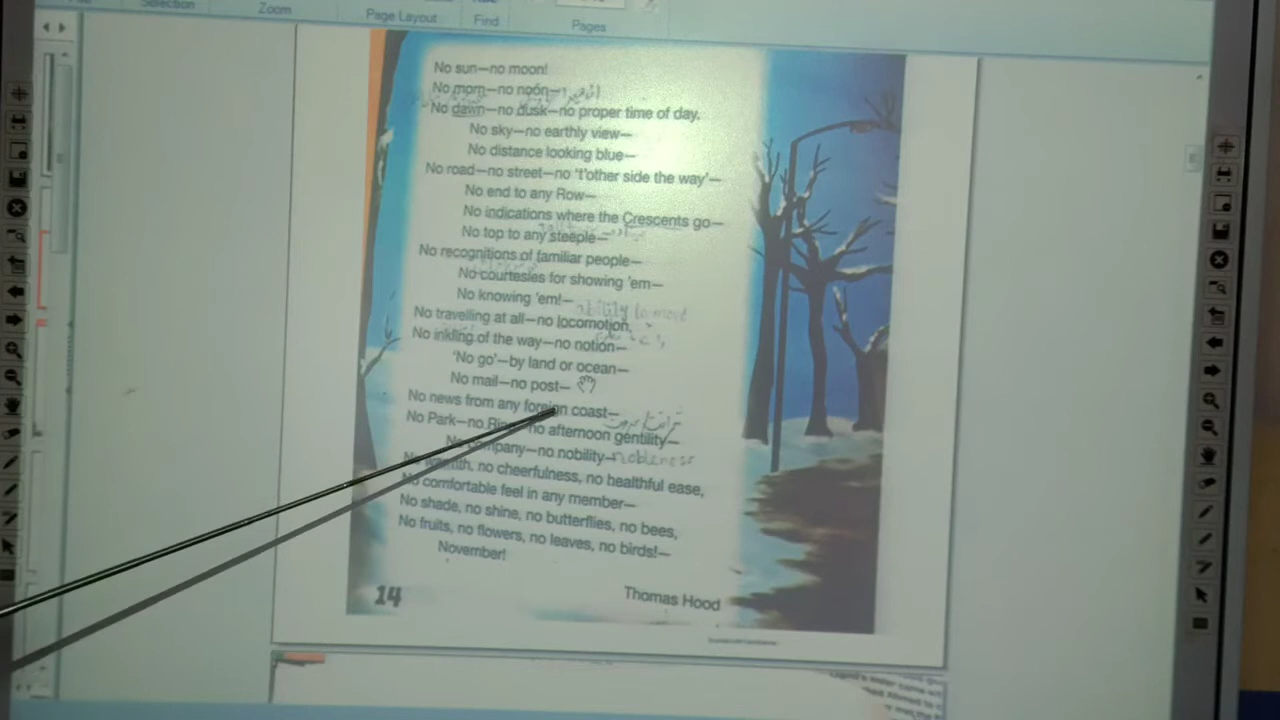 Selection
Zoom
Page Layout
Find
Pages
No sun—no moon!
No morn—no noon—
No dawn—no dusk—no proper time of day.
No sky—no earthly view—
No distance looking blue—
No road—no street—no 't'other side the way'—
No end to any Row—
No indications where the Crescents go—
No top to any steeple—
No recognitions of familiar people—
No courtesies for showing 'em—
No knowing 'em!—
ability to move
No travelling at all—no locomotion,
No inkling of the way—no notion—
'No go'—by land or ocean—
No mail—no post—
No news from any foreign coast—
No Park—no Ring—no afternoon gentility—
No company—no nobility—nobleness
No warmth, no cheerfulness, no healthful ease,
No comfortable feel in any member—
No shade, no shine, no butterflies, no bees,
No fruits, no flowers, no leaves, no birds!—
November!
14
Thomas Hood